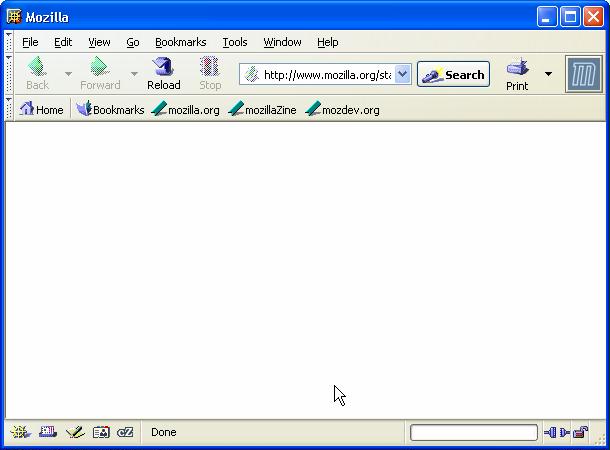 Mozilla
File Edit View Go Bookmarks Tools Window Help
Back Forward Reload Stop http://www.mozilla.org/sta Search Print
Home Bookmarks mozilla.org mozillaZine mozdev.org
cZ Done